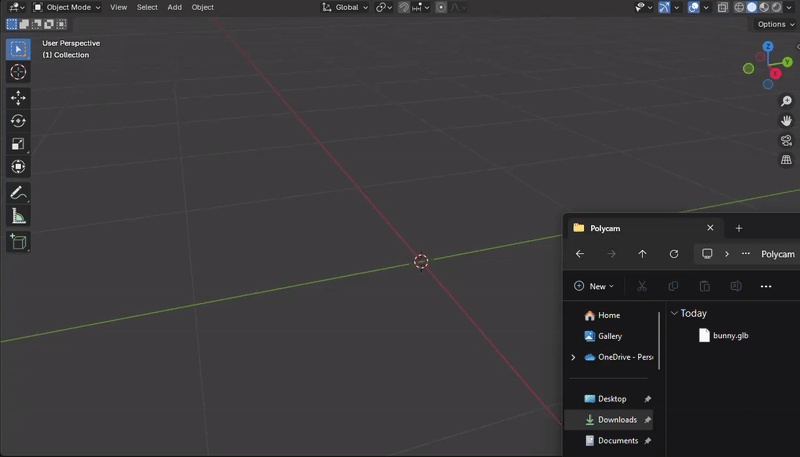 Object Mode View Select Add Object Global
Options
User Perspective
(1) Collection
Z
Y
X
Polycam
Polycam
New
Home
Gallery
OneDrive - Pers
Desktop
Downloads
Documents
Today
bunny.glb